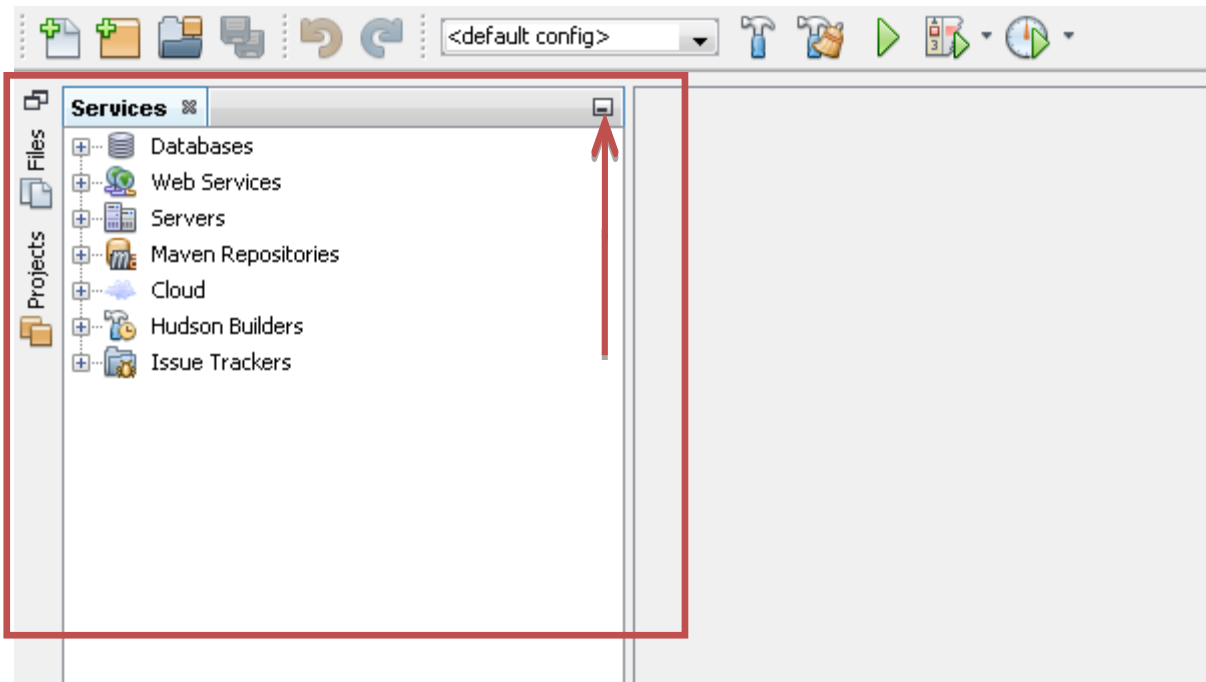 <default config>
Services
Files
Projects
Databases
Web Services
Servers
Maven Repositories
Cloud
Hudson Builders
Issue Trackers